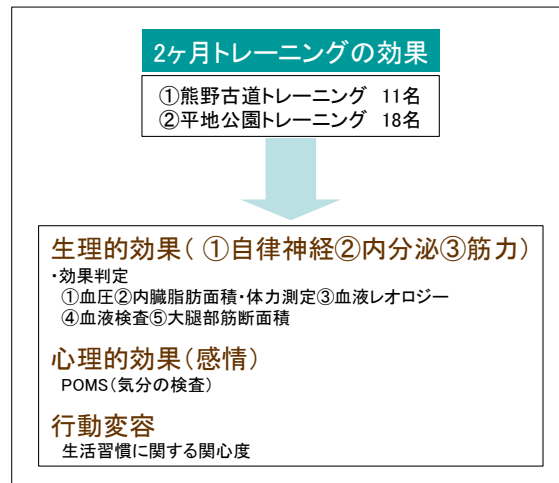 2ヶ月トレーニングの効果
①熊野古道トレーニング 11名
②平地公園トレーニング 18名
生理的効果( ①自律神経②内分泌③筋力)
・効果判定
①血圧②内臓脂肪面積・体力測定③血液レオロジー
④血液検査⑤大腿部筋断面積
心理的効果(感情)
POMS(気分の検査)
行動変容
生活習慣に関する関心度